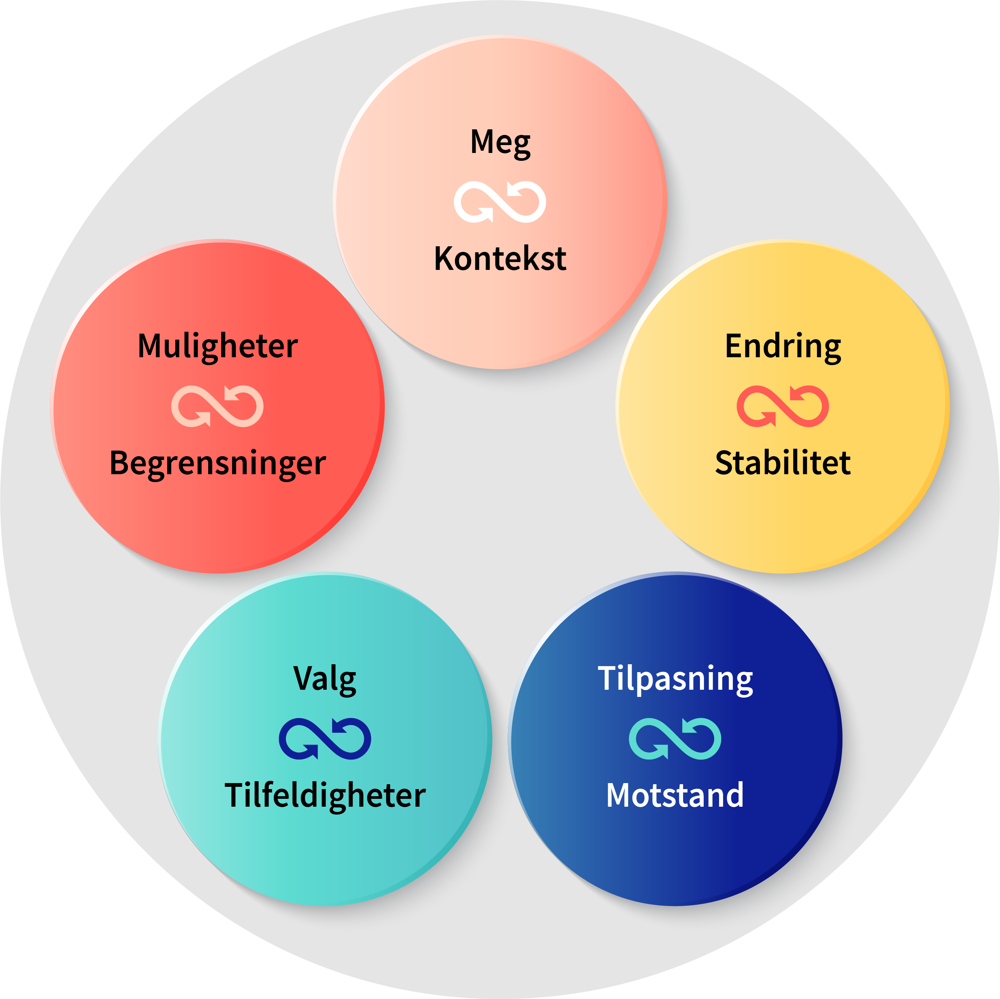 Meg
Kontekst
Muligheter
Begrensninger
Endring
Stabilitet
Valg
Tilfeldigheter
Tilpasning
Motstand